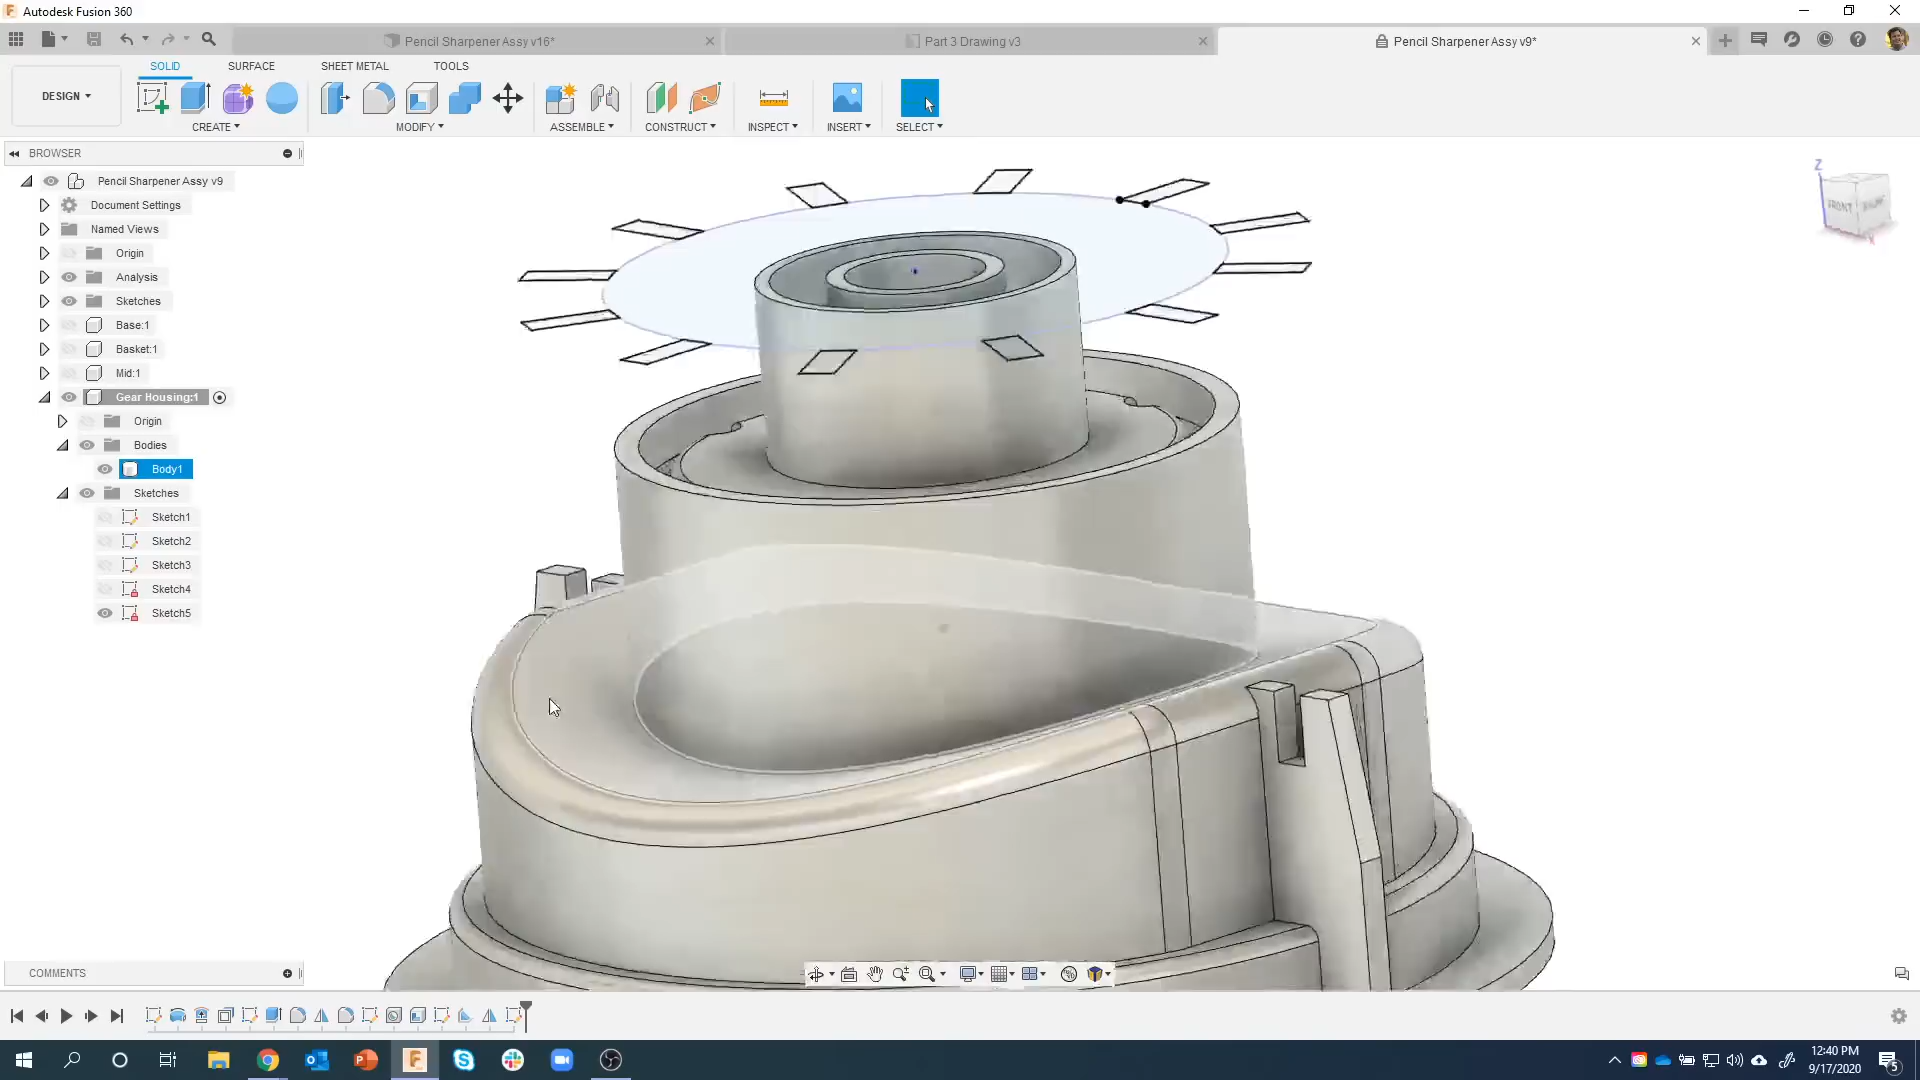 Autodesk Fusion 360
Pencil Sharpener Assy v16*
Part 3 Drawing v3
Pencil Sharpener Assy v9*
SOLID SURFACE SHEET METAL TOOLS
DESIGN
CREATE MODIFY ASSEMBLE CONSTRUCT INSPECT INSERT SELECT
BROWSER
Pencil Sharpener Assy v9
Document Settings
Named Views
Origin
Analysis
Sketches
Base:1
Basket:1
Mid:1
Gear Housing:1
Origin
Bodies
Body1
Sketches
Sketch1
Sketch2
Sketch3
Sketch4
Sketch5
Z
FRONT
COMMENTS
12:40 PM
9/17/2020
5